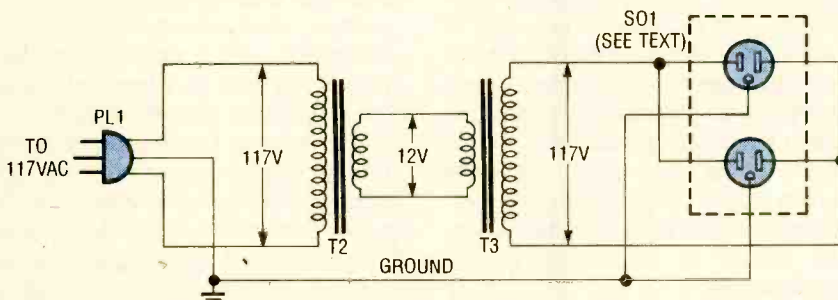 SO1
(SEE TEXT)
PL1
TO
117VAC
117V
12V
117V
T2
T3
GROUND